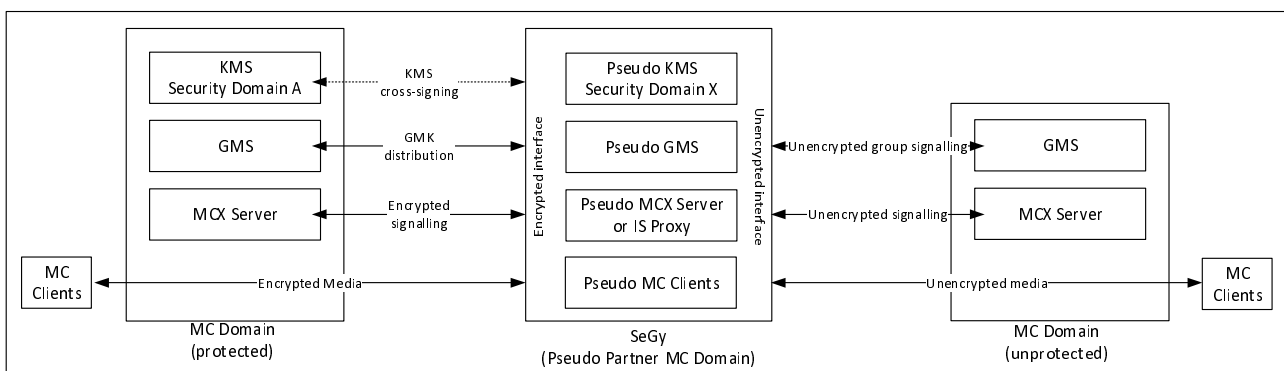 KMS
Security Domain A
KMS
cross-signing
Pseudo KMS
Security Domain X
GMS
GMK
distribution
Pseudo GMS
Unencrypted group signalling
GMS
Encrypted interface
Unencrypted interface
MCX Server
Encrypted
signalling
Pseudo MCX Server
or IS Proxy
Unencrypted signalling
MCX Server
MC
Clients
Encrypted Media
Pseudo MC Clients
Unencrypted media
MC
Clients
MC Domain
(protected)
SeGy
(Pseudo Partner MC Domain)
MC Domain
(unprotected)